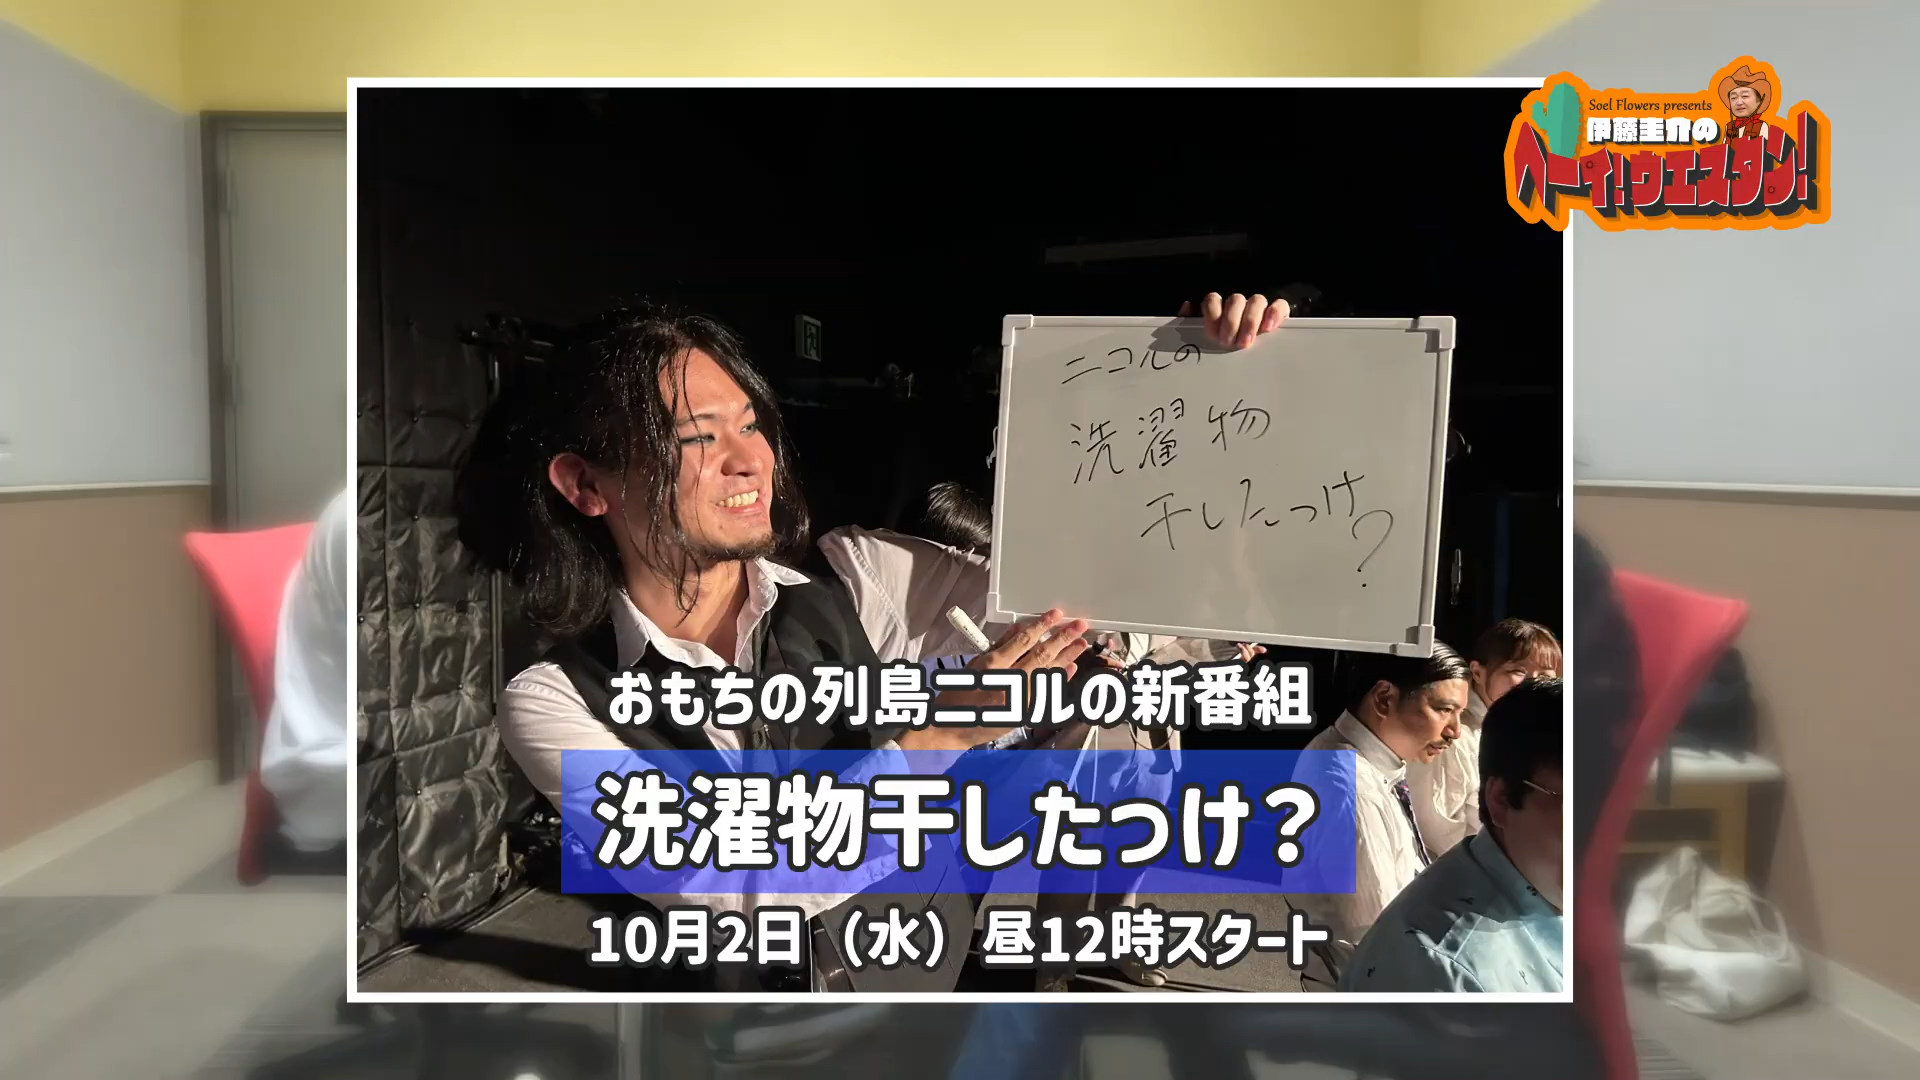 Soel Flowers presents
伊藤圭介の
ヘーイ!ウエスタン!
ニコルの
洗濯物
干したっけ?
おもちの列島ニコルの新番組
洗濯物干したっけ？
10月2日（水）昼12時スタート